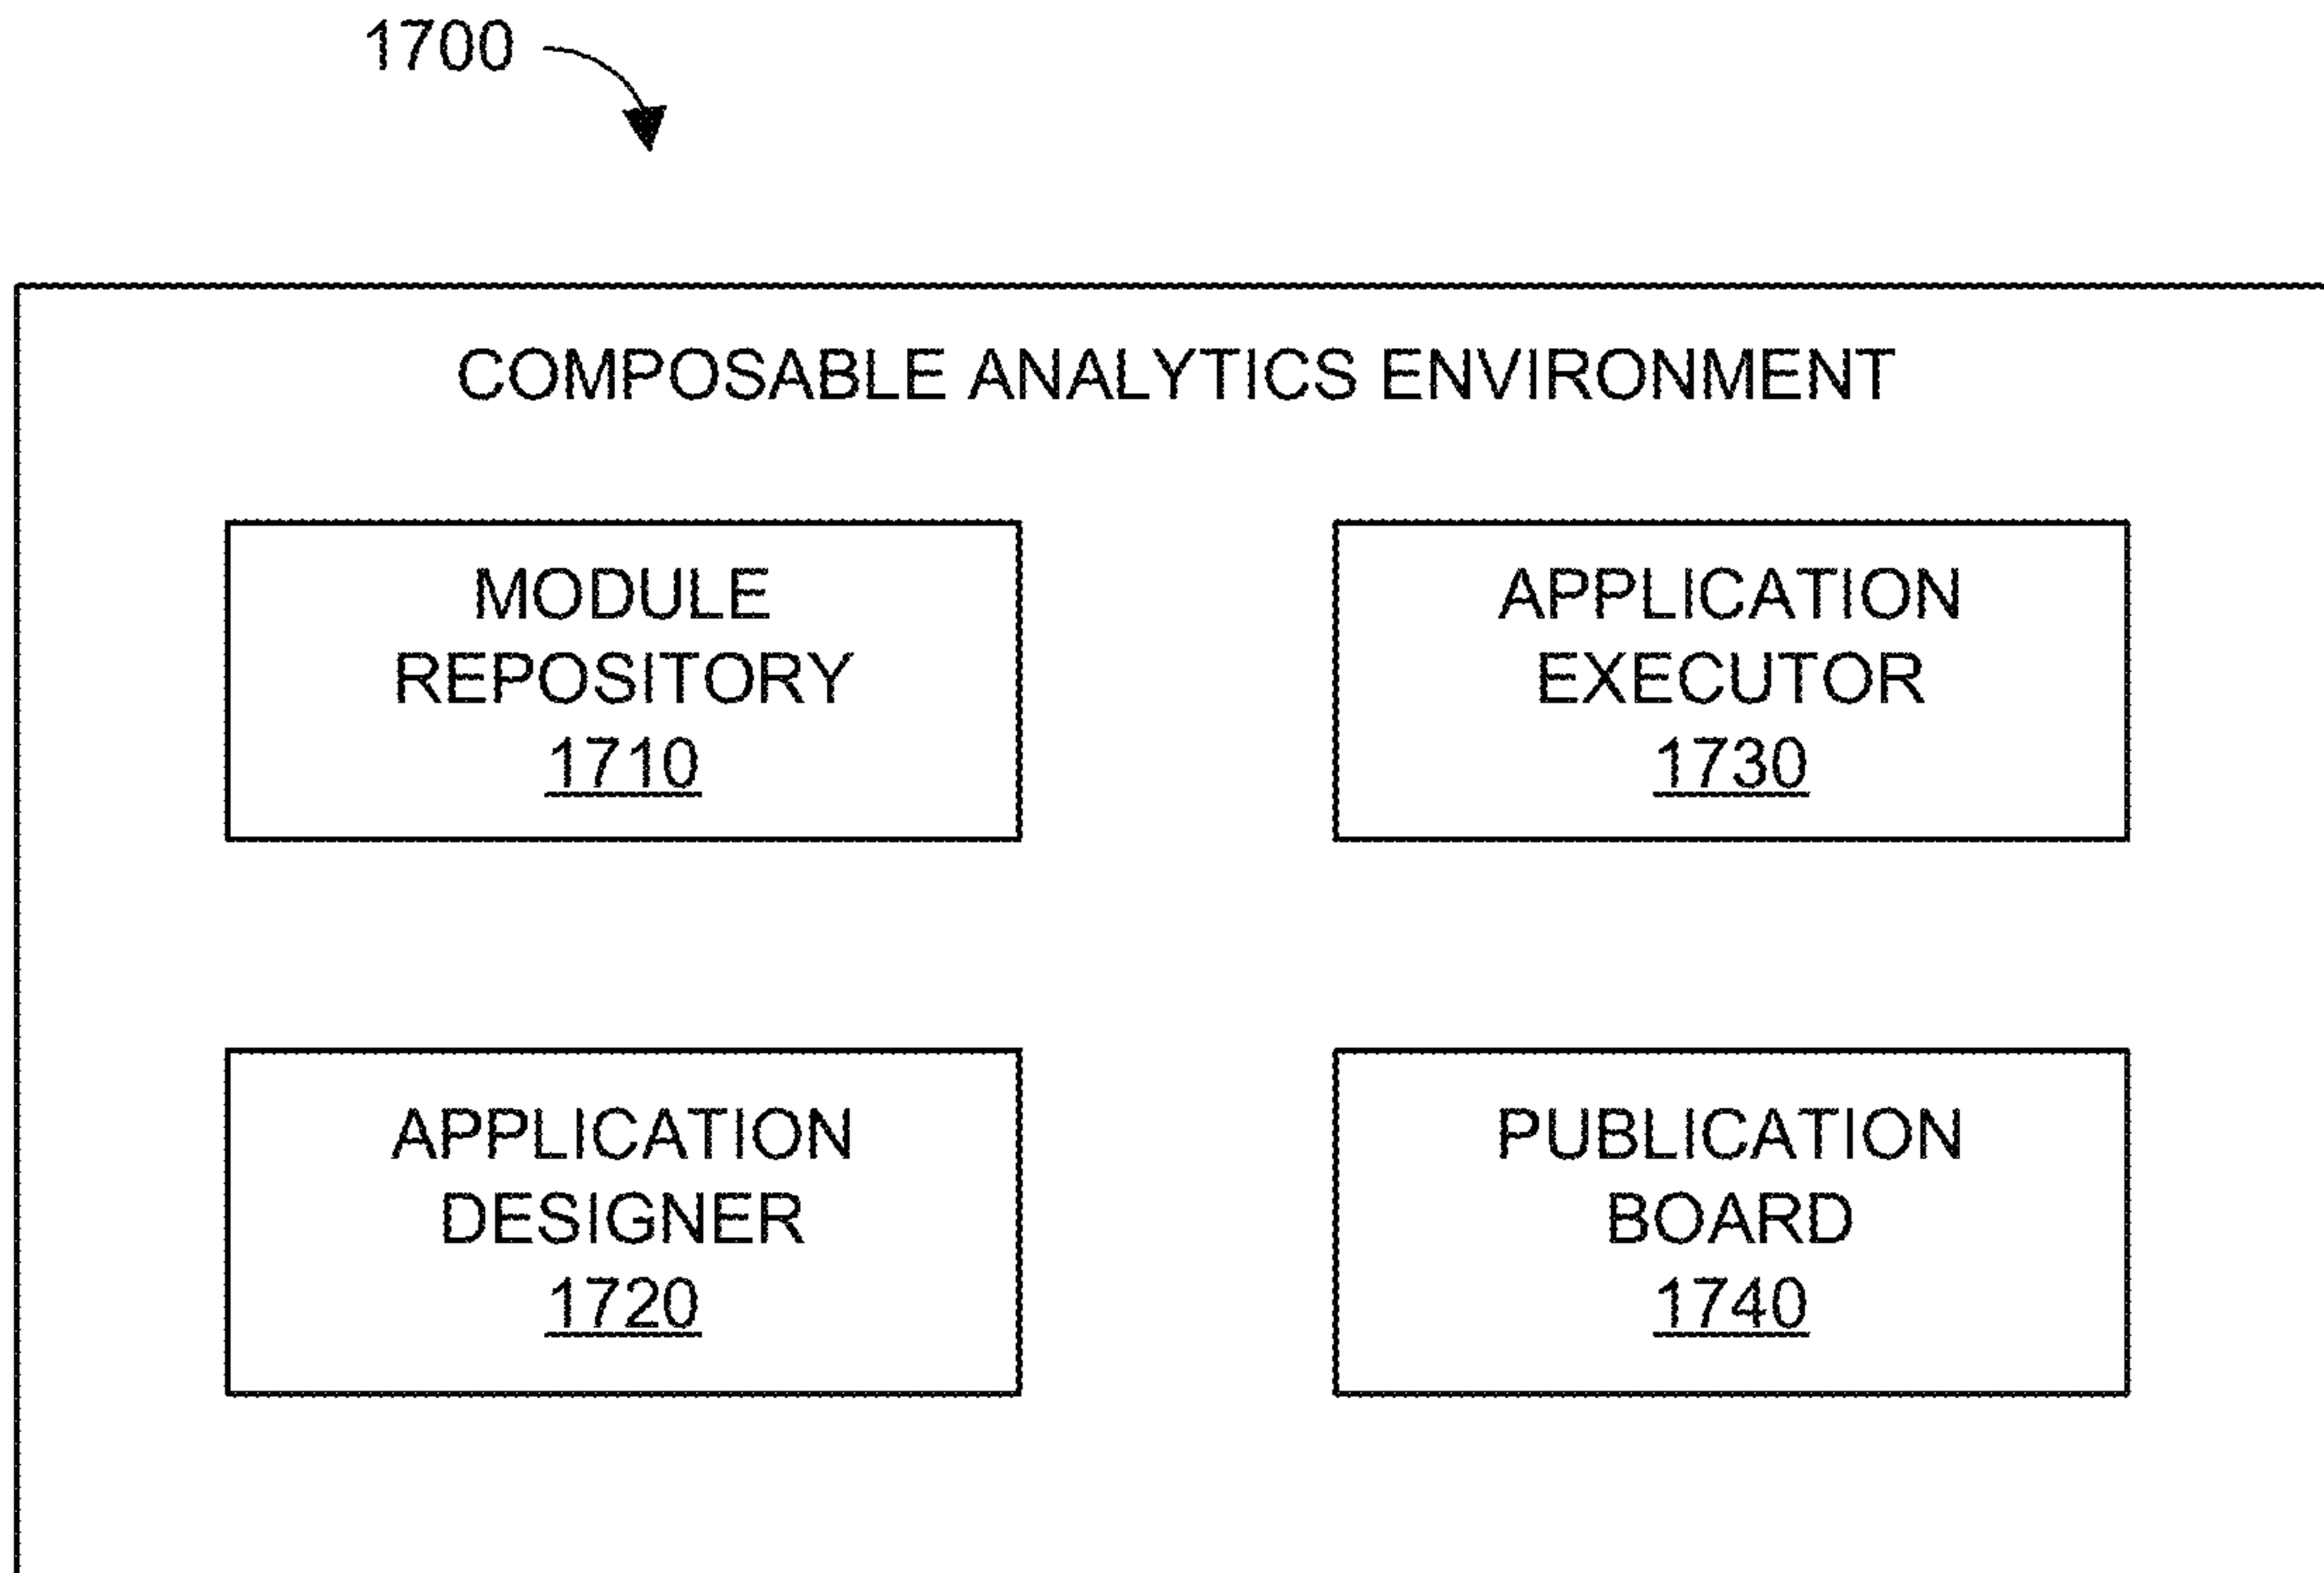 1700
COMPOSABLE ANALYTICS ENVIRONMENT
MODULE
REPOSITORY
1710
APPLICATION
EXECUTOR
1730
APPLICATION
DESIGNER
1720
PUBLICATION
BOARD
1740